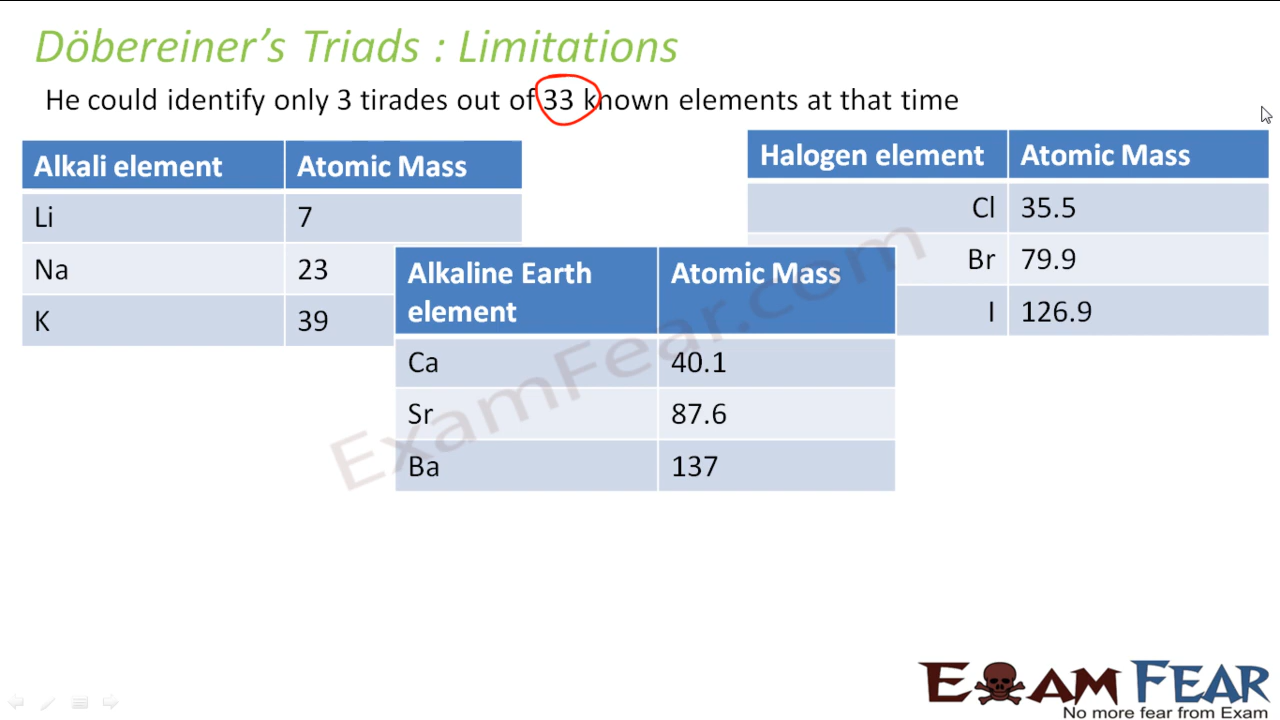 Döbereiner's Triads : Limitations
He could identify only 3 tirades out of 33 known elements at that time
Alkali element Atomic Mass
Li 7
Na 23
K 39
Halogen element Atomic Mass
Cl 35.5
Br 79.9
I 126.9
Alkaline Earth
element
Atomic Mass
Ca 40.1
Sr 87.6
Ba 137
ExamFear.com
EXAM FEAR
No more fear from Exam